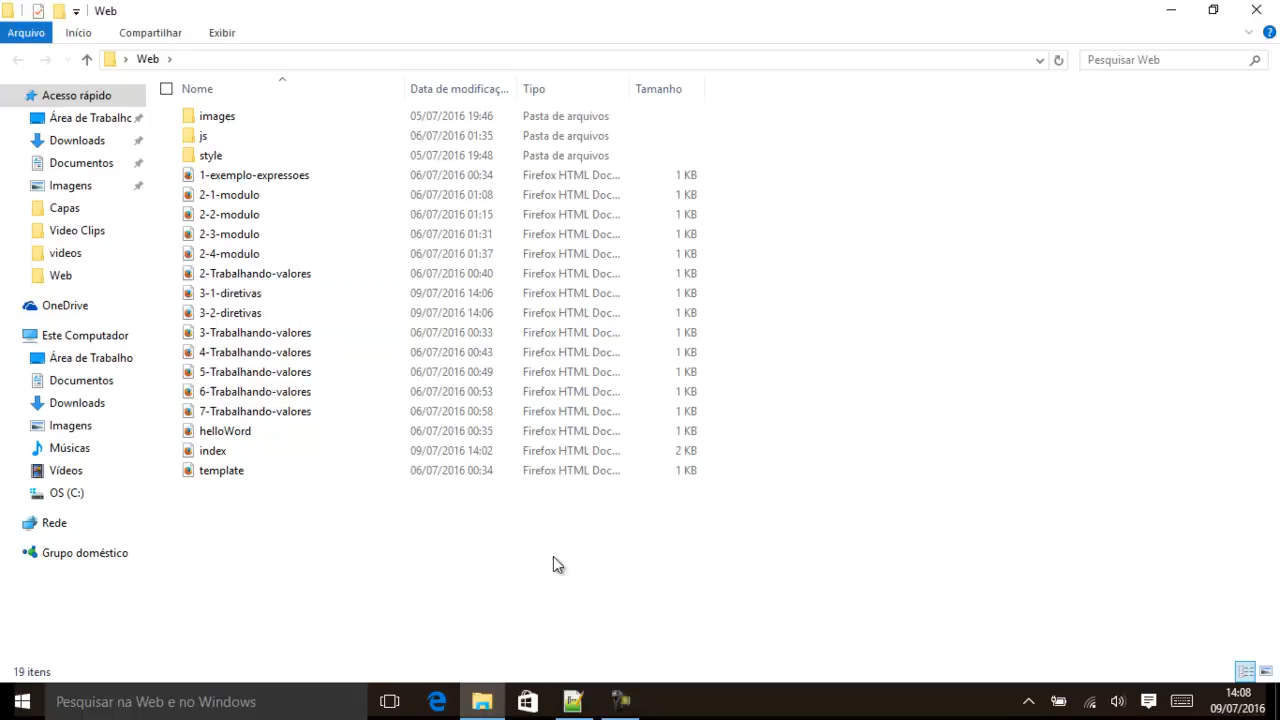 Web
Arquivo Início Compartilhar Exibir
Web
Pesquisar Web
Nome Data de modificaç... Tipo Tamanho
Acesso rápido
Área de Trabalho
Downloads
Documentos
Imagens
Capas
Video Clips
videos
Web
OneDrive
Este Computador
Área de Trabalho
Documentos
Downloads
Imagens
Músicas
Vídeos
OS (C:)
Rede
Grupo doméstico
images 05/07/2016 19:46 Pasta de arquivos
js 06/07/2016 01:35 Pasta de arquivos
style 05/07/2016 19:48 Pasta de arquivos
1-exemplo-expressoes 06/07/2016 00:34 Firefox HTML Doc... 1 KB
2-1-modulo 06/07/2016 01:08 Firefox HTML Doc... 1 KB
2-2-modulo 06/07/2016 01:15 Firefox HTML Doc... 1 KB
2-3-modulo 06/07/2016 01:31 Firefox HTML Doc... 1 KB
2-4-modulo 06/07/2016 01:37 Firefox HTML Doc... 1 KB
2-Trabalhando-valores 06/07/2016 00:40 Firefox HTML Doc... 1 KB
3-1-diretivas 09/07/2016 14:06 Firefox HTML Doc... 1 KB
3-2-diretivas 09/07/2016 14:06 Firefox HTML Doc... 1 KB
3-Trabalhando-valores 06/07/2016 00:33 Firefox HTML Doc... 1 KB
4-Trabalhando-valores 06/07/2016 00:43 Firefox HTML Doc... 1 KB
5-Trabalhando-valores 06/07/2016 00:49 Firefox HTML Doc... 1 KB
6-Trabalhando-valores 06/07/2016 00:53 Firefox HTML Doc... 1 KB
7-Trabalhando-valores 06/07/2016 00:58 Firefox HTML Doc... 1 KB
helloWord 06/07/2016 00:35 Firefox HTML Doc... 1 KB
index 09/07/2016 14:02 Firefox HTML Doc... 2 KB
template 06/07/2016 00:34 Firefox HTML Doc... 1 KB
19 itens
Pesquisar na Web e no Windows
14:08
09/07/2016